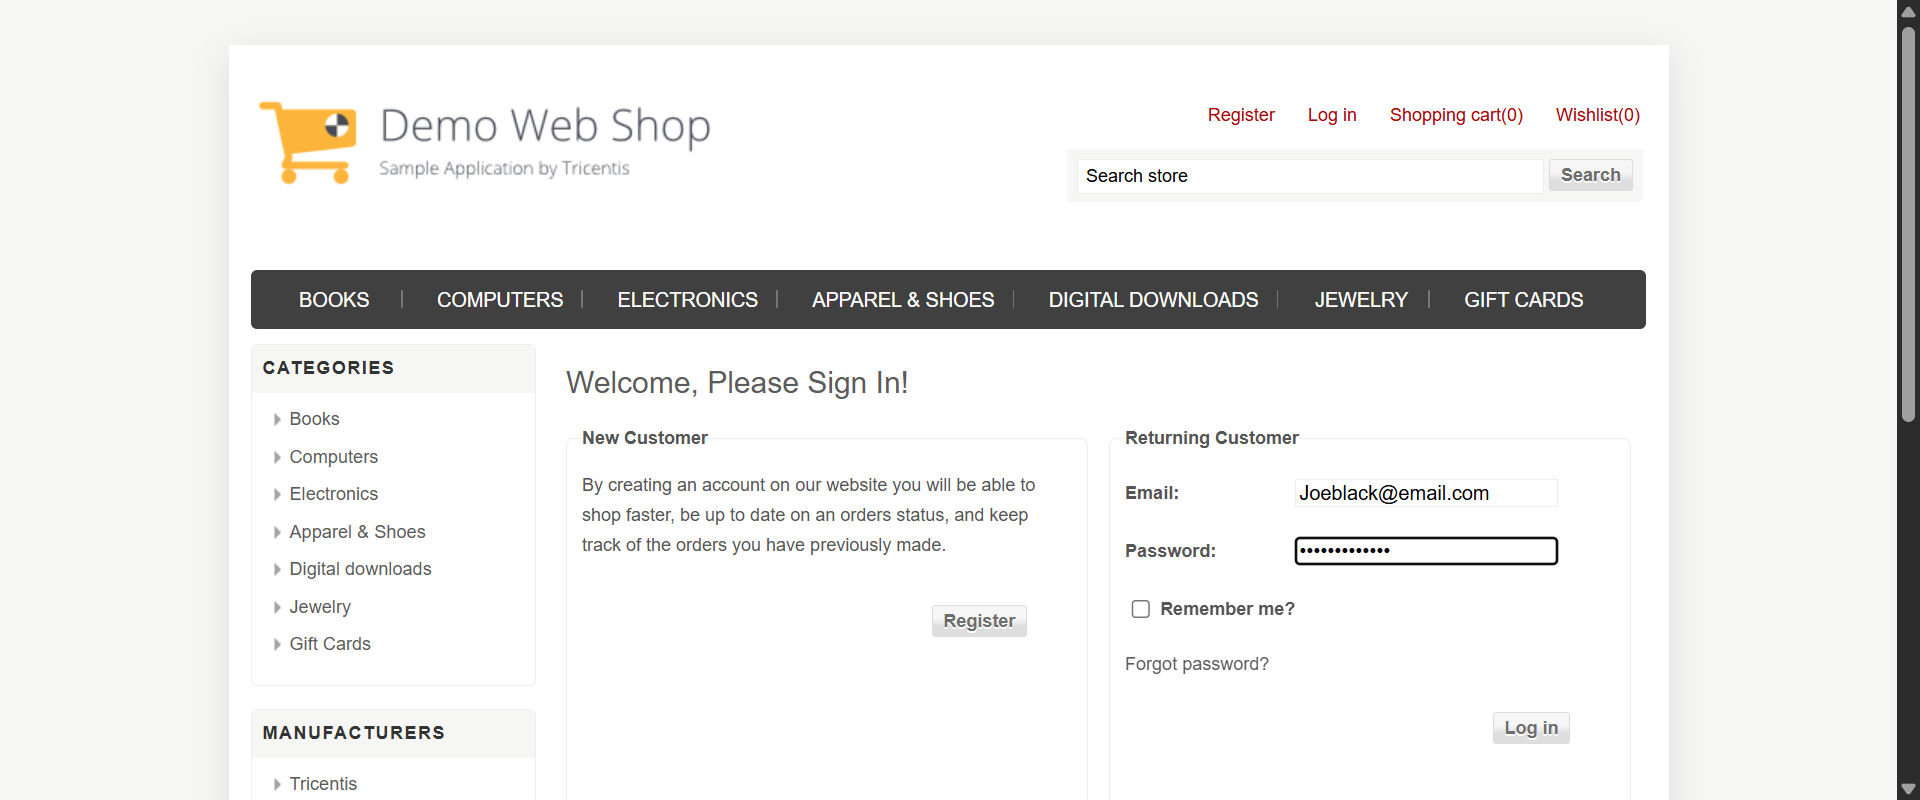 Demo Web Shop
Sample Application by Tricentis
Register Log in Shopping cart(0) Wishlist(0)
Search store Search
BOOKS COMPUTERS ELECTRONICS APPAREL & SHOES DIGITAL DOWNLOADS JEWELRY GIFT CARDS
CATEGORIES
Books
Computers
Electronics
Apparel & Shoes
Digital downloads
Jewelry
Gift Cards
MANUFACTURERS
Tricentis
Welcome, Please Sign In!
New Customer
By creating an account on our website you will be able to
shop faster, be up to date on an orders status, and keep
track of the orders you have previously made.
Register
Returning Customer
Email: Joeblack@email.com
Password: •••••••••••••
Remember me?
Forgot password?
Log in